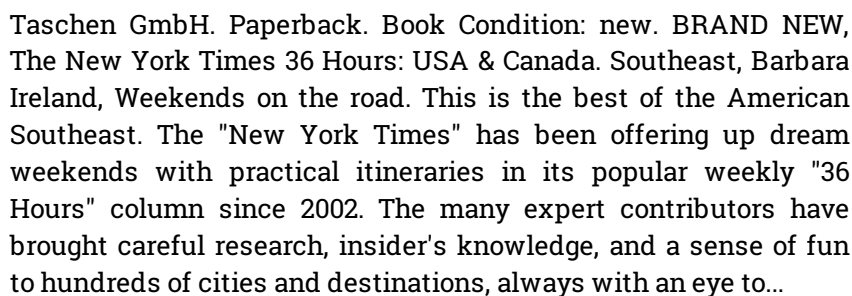 Taschen GmbH. Paperback. Book Condition: new. BRAND NEW,
The New York Times 36 Hours: USA & Canada. Southeast, Barbara
Ireland, Weekends on the road. This is the best of the American
Southeast. The "New York Times" has been offering up dream
weekends with practical itineraries in its popular weekly "36
Hours" column since 2002. The many expert contributors have
brought careful research, insider's knowledge, and a sense of fun
to hundreds of cities and destinations, always with an eye to...